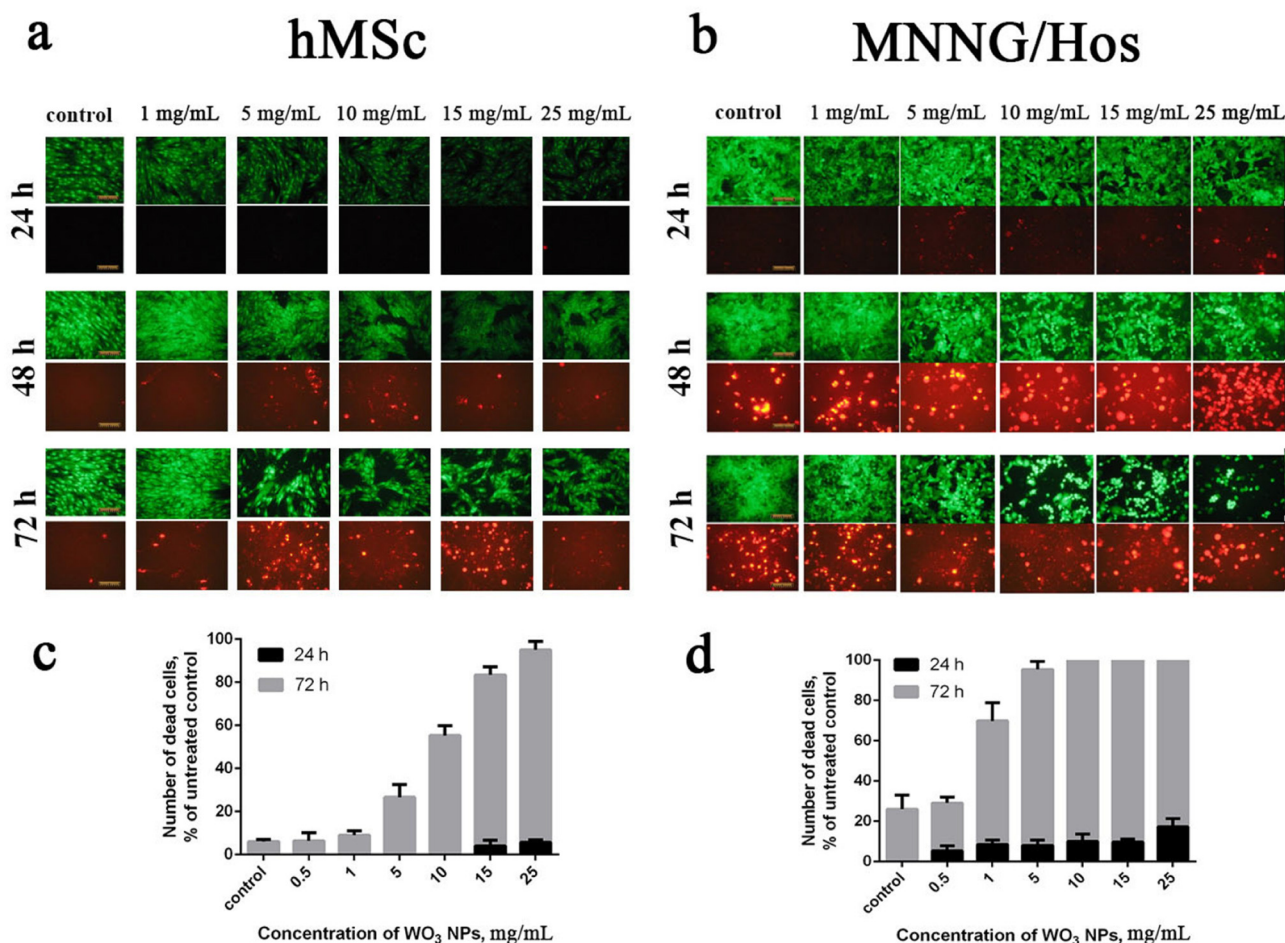 a
hMSc
control 1 mg/mL 5 mg/mL 10 mg/mL 15 mg/mL 25 mg/mL
24 h
48 h
72 h
b
MNNG/Hos
control 1 mg/mL 5 mg/mL 10 mg/mL 15 mg/mL 25 mg/mL
24 h
48 h
72 h
c
Number of dead cells,
% of untreated control
100
80
60
40
20
0
24 h
72 h
control 0.5 1 5 10 15 25
Concentration of WO₃ NPs, mg/mL
d
Number of dead cells,
% of untreated control
100
80
60
40
20
0
24 h
72 h
control 0.5 1 5 10 15 25
Concentration of WO₃ NPs, mg/mL